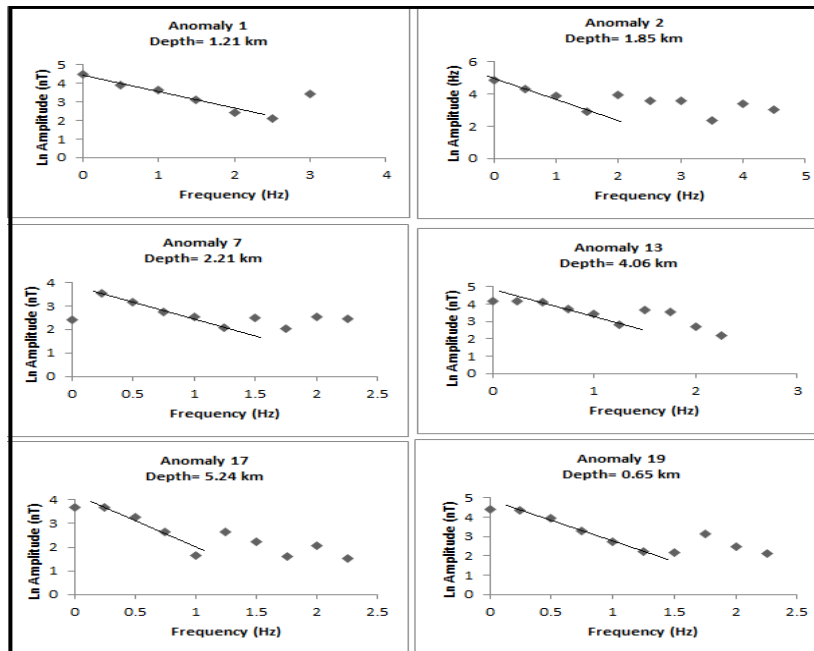 Anomaly 1
Depth= 1.21 km
Ln Amplitude (nT)
5
4
3
2
1
0
0 1 2 3 4
Frequency (Hz)
Anomaly 2
Depth= 1.85 km
Ln Amplitude (Hz)
6
4
2
0
0 1 2 3 4 5
Frequency (Hz)
Anomaly 7
Depth= 2.21 km
Ln Amplitude (nT)
4
3
2
1
0
0 0.5 1 1.5 2 2.5
Frequency (Hz)
Anomaly 13
Depth= 4.06 km
Ln Amplitude (nT)
5
4
3
2
1
0
0 1 2 3
Frequency (Hz)
Anomaly 17
Depth= 5.24 km
Ln Amplitude (nT)
4
3
2
1
0
0 0.5 1 1.5 2 2.5
Frequency (Hz)
Anomaly 19
Depth= 0.65 km
Ln Amplitude (nT)
5
4
3
2
1
0
0 0.5 1 1.5 2 2.5
Frequency (Hz)